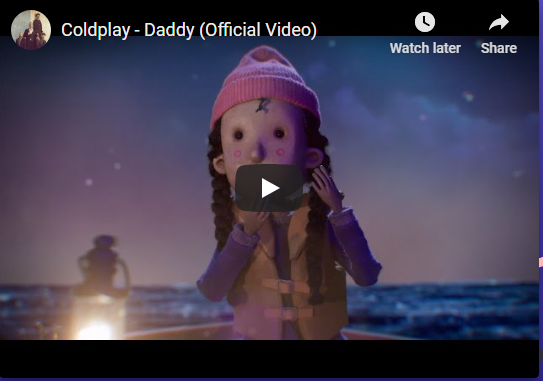 Coldplay - Daddy (Official Video)
Watch later
Share